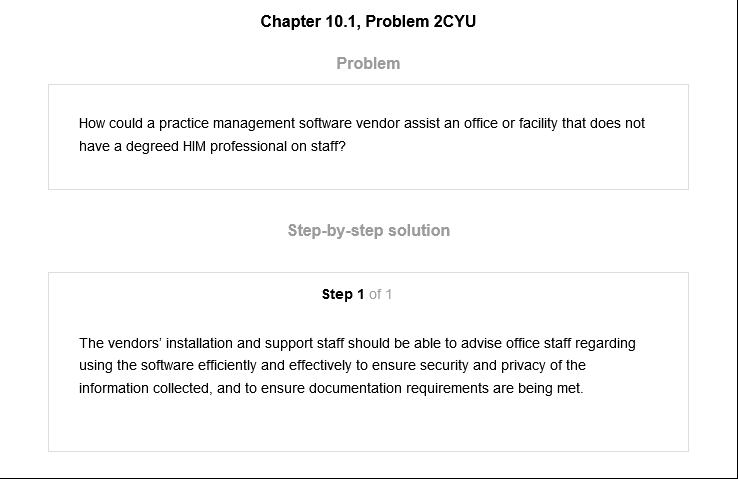 Chapter 10.1, Problem 2CYU
Problem
How could a practice management software vendor assist an office or facility that does not
have a degreed HIM professional on staff?
Step-by-step solution
Step 1 of 1
The vendors’ installation and support staff should be able to advise office staff regarding
using the software efficiently and effectively to ensure security and privacy of the
information collected, and to ensure documentation requirements are being met.